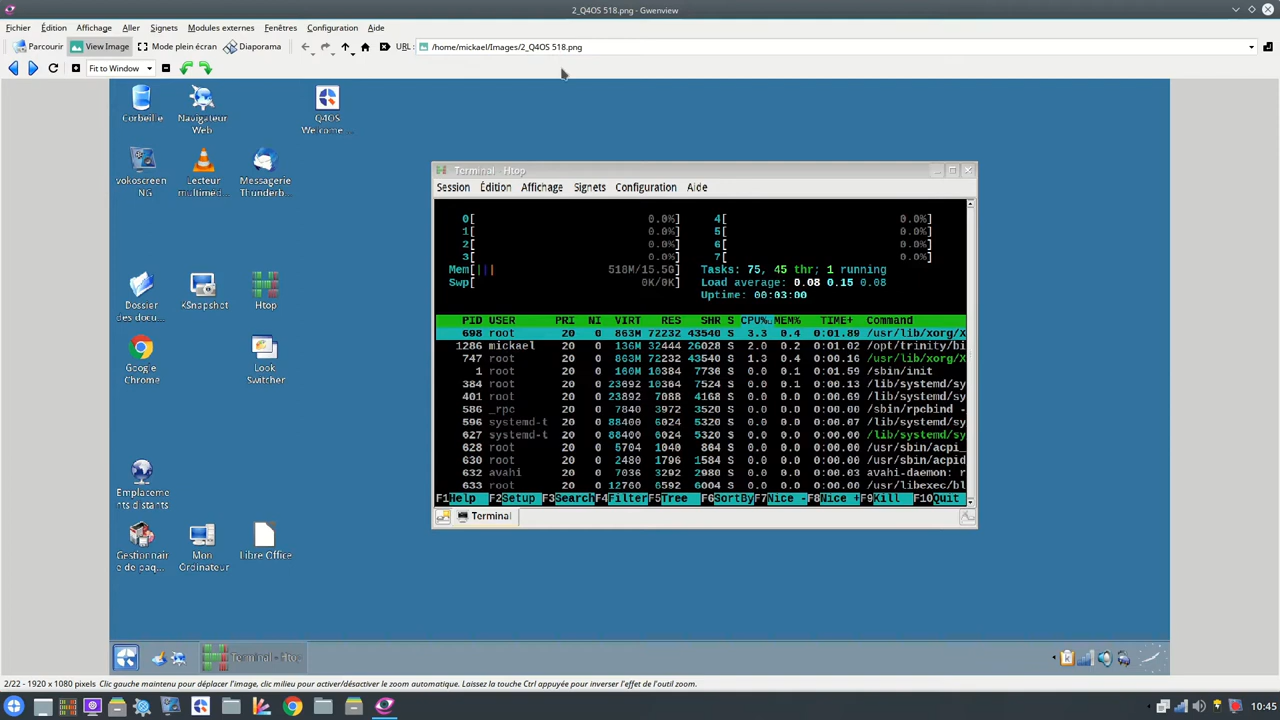 2_Q4OS 518.png - Gwenview
Fichier Édition Affichage Aller Signets Modules externes Fenêtres Configuration Aide
Parcourir View Image Mode plein écran Diaporama URL : /home/mickael/Images/2_Q4OS 518.png
Fit to Window
Corbeille
Navigateur Web
Q4OS Welcome...
vokoscreen NG
Lecteur multimed...
Messagerie Thunderb...
Dossier des docu...
KSnapshot
Htop
Google Chrome
Look Switcher
Emplaceme nts distants
Gestionnair e de paq...
Mon Ordinateur
Libre Office
Terminal - Htop
Session Édition Affichage Signets Configuration Aide
0[ 0.0%] 4[ 0.0%]
1[ 0.0%] 5[ 0.0%]
2[ 0.0%] 6[ 0.0%]
3[ 0.0%] 7[ 0.0%]
Mem[||| 518M/15.5G] Tasks: 75, 45 thr; 1 running
Swp[ 0K/0K] Load average: 0.08 0.15 0.08
Uptime: 00:03:00
PID USER PRI NI VIRT RES SHR S CPU% MEM% TIME+ Command
698 root 20 0 863M 72232 43540 S 3.3 0.4 0:01.89 /usr/lib/xorg/X
1286 mickael 20 0 136M 32444 26028 S 2.0 0.2 0:01.02 /opt/trinity/bi
747 root 20 0 863M 72232 43540 S 1.3 0.4 0:00.16 /usr/lib/xorg/X
1 root 20 0 160M 10384 7736 S 0.0 0.1 0:01.59 /sbin/init
384 root 20 0 23692 10364 7524 S 0.0 0.1 0:00.13 /lib/systemd/sy
401 root 20 0 23892 7088 4168 S 0.0 0.0 0:00.69 /lib/systemd/sy
586 _rpc 20 0 7840 3972 3520 S 0.0 0.0 0:00.00 /sbin/rpcbind -
596 systemd-t 20 0 88400 6024 5320 S 0.0 0.0 0:00.07 /lib/systemd/sy
627 systemd-t 20 0 88400 6024 5320 S 0.0 0.0 0:00.00 /lib/systemd/sy
628 root 20 0 5704 1040 864 S 0.0 0.0 0:00.00 /usr/sbin/acpi_
630 root 20 0 2480 1796 1584 S 0.0 0.0 0:00.00 /usr/sbin/acpid
632 avahi 20 0 7036 3292 2980 S 0.0 0.0 0:00.03 avahi-daemon: r
633 root 20 0 12760 6592 6004 S 0.0 0.0 0:00.00 /usr/libexec/bl
F1Help F2Setup F3Search F4Filter F5Tree F6SortBy F7Nice - F8Nice + F9Kill F10Quit
Terminal
Terminal - Htop
2/22 - 1920 x 1080 pixels Clic gauche maintenu pour déplacer l'image, clic milieu pour activer/désactiver le zoom automatique. Laissez la touche Ctrl appuyée pour inverser l'effet de l'outil zoom.
10:45